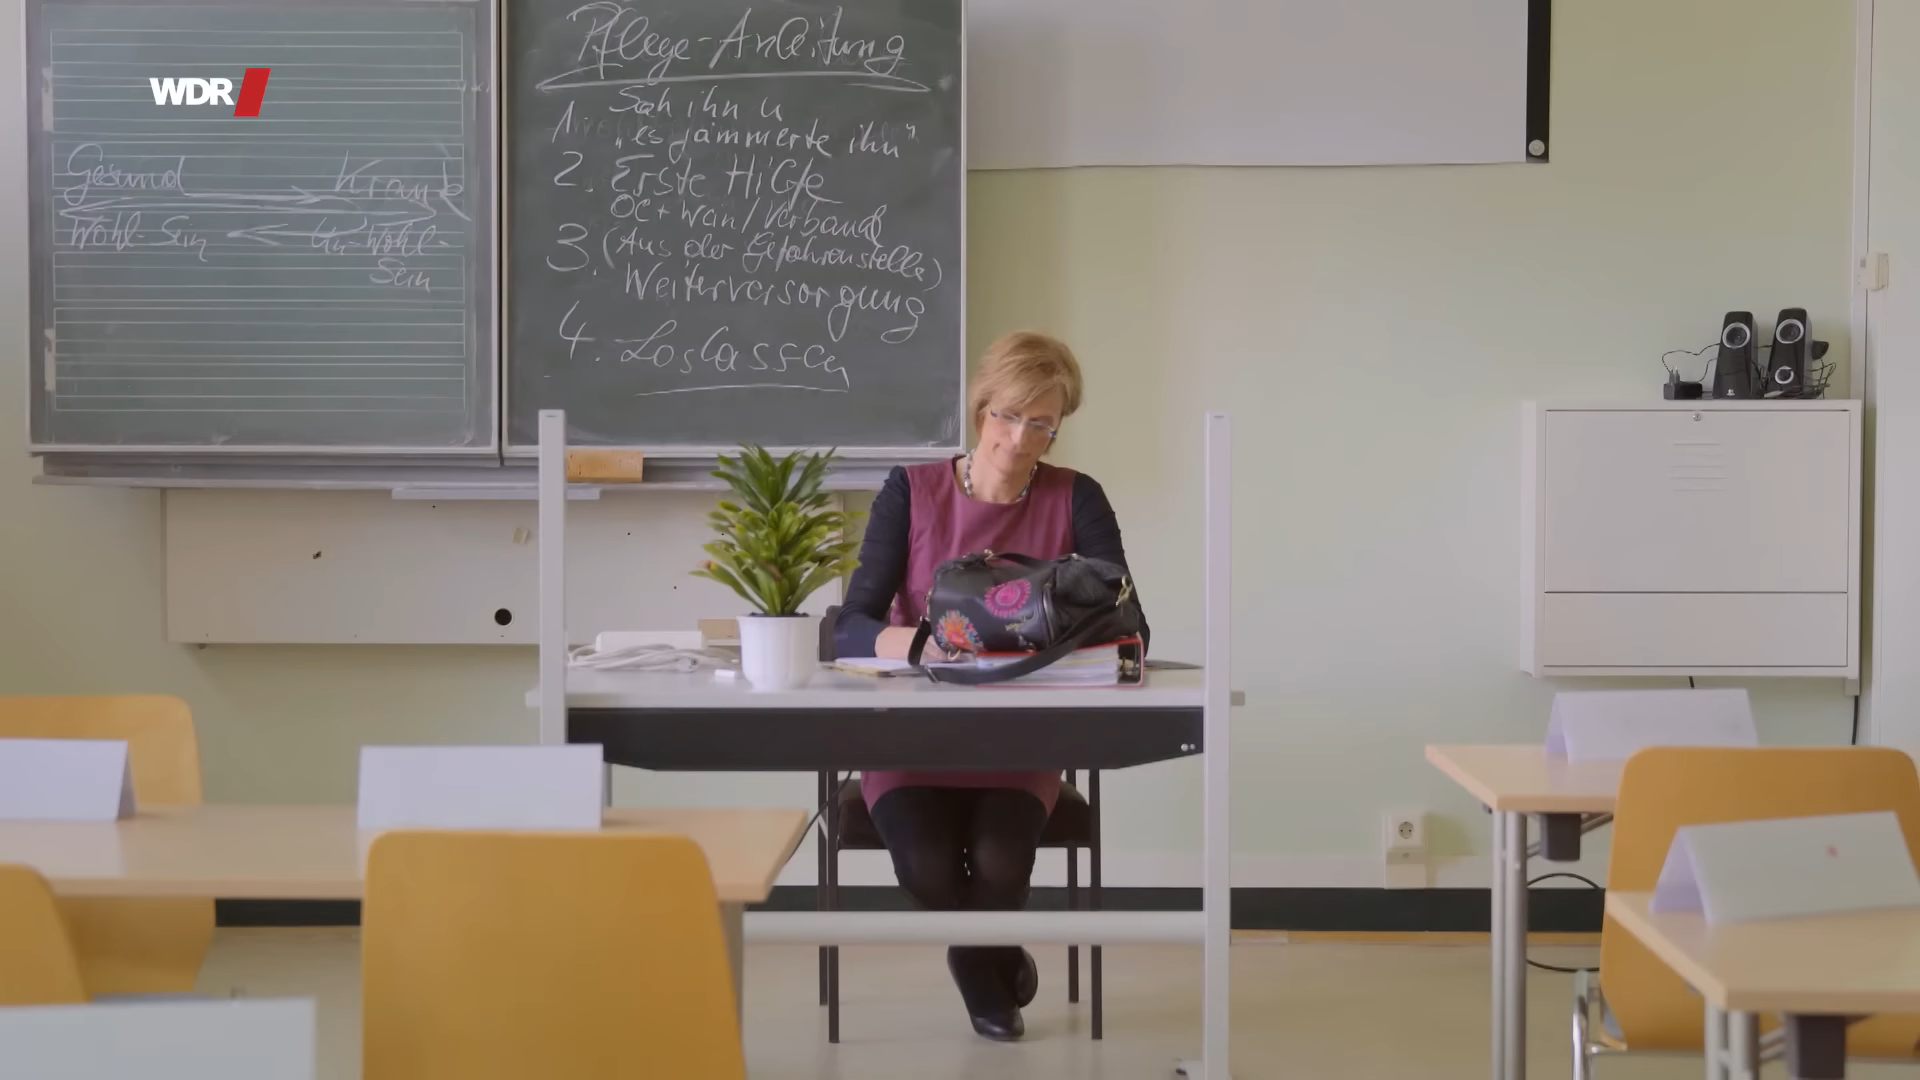 WDR
Gesund Krank
Wohl-Sein Un-Wohl-
Sein
Pflege-Anleitung
1. Sah ihn u
„es jammerte ihn"
2. Erste Hilfe
Öl + Wein / Verband
3. (Aus der Gefahrenstelle)
Weiterversorgung
4. Loslassen